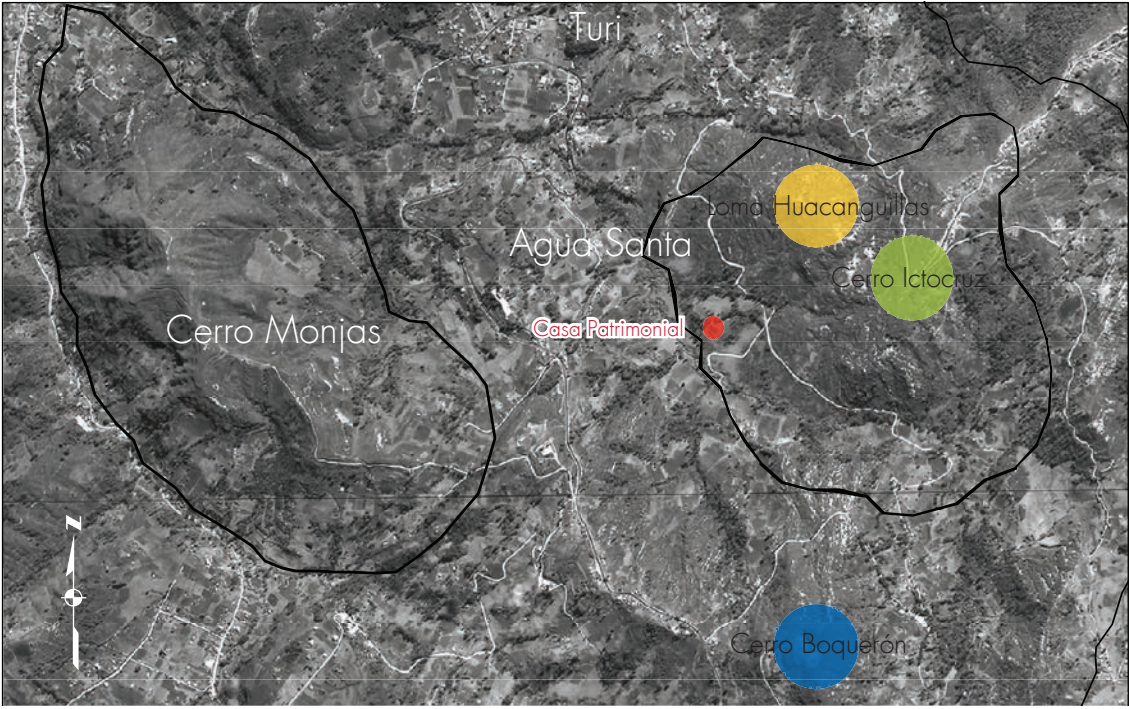 Turi
Loma Huacanguillas
Agua Santa
Cerro Ictocruz
Casa Patrimonial
Cerro Monjas
N
Cerro Boquerón